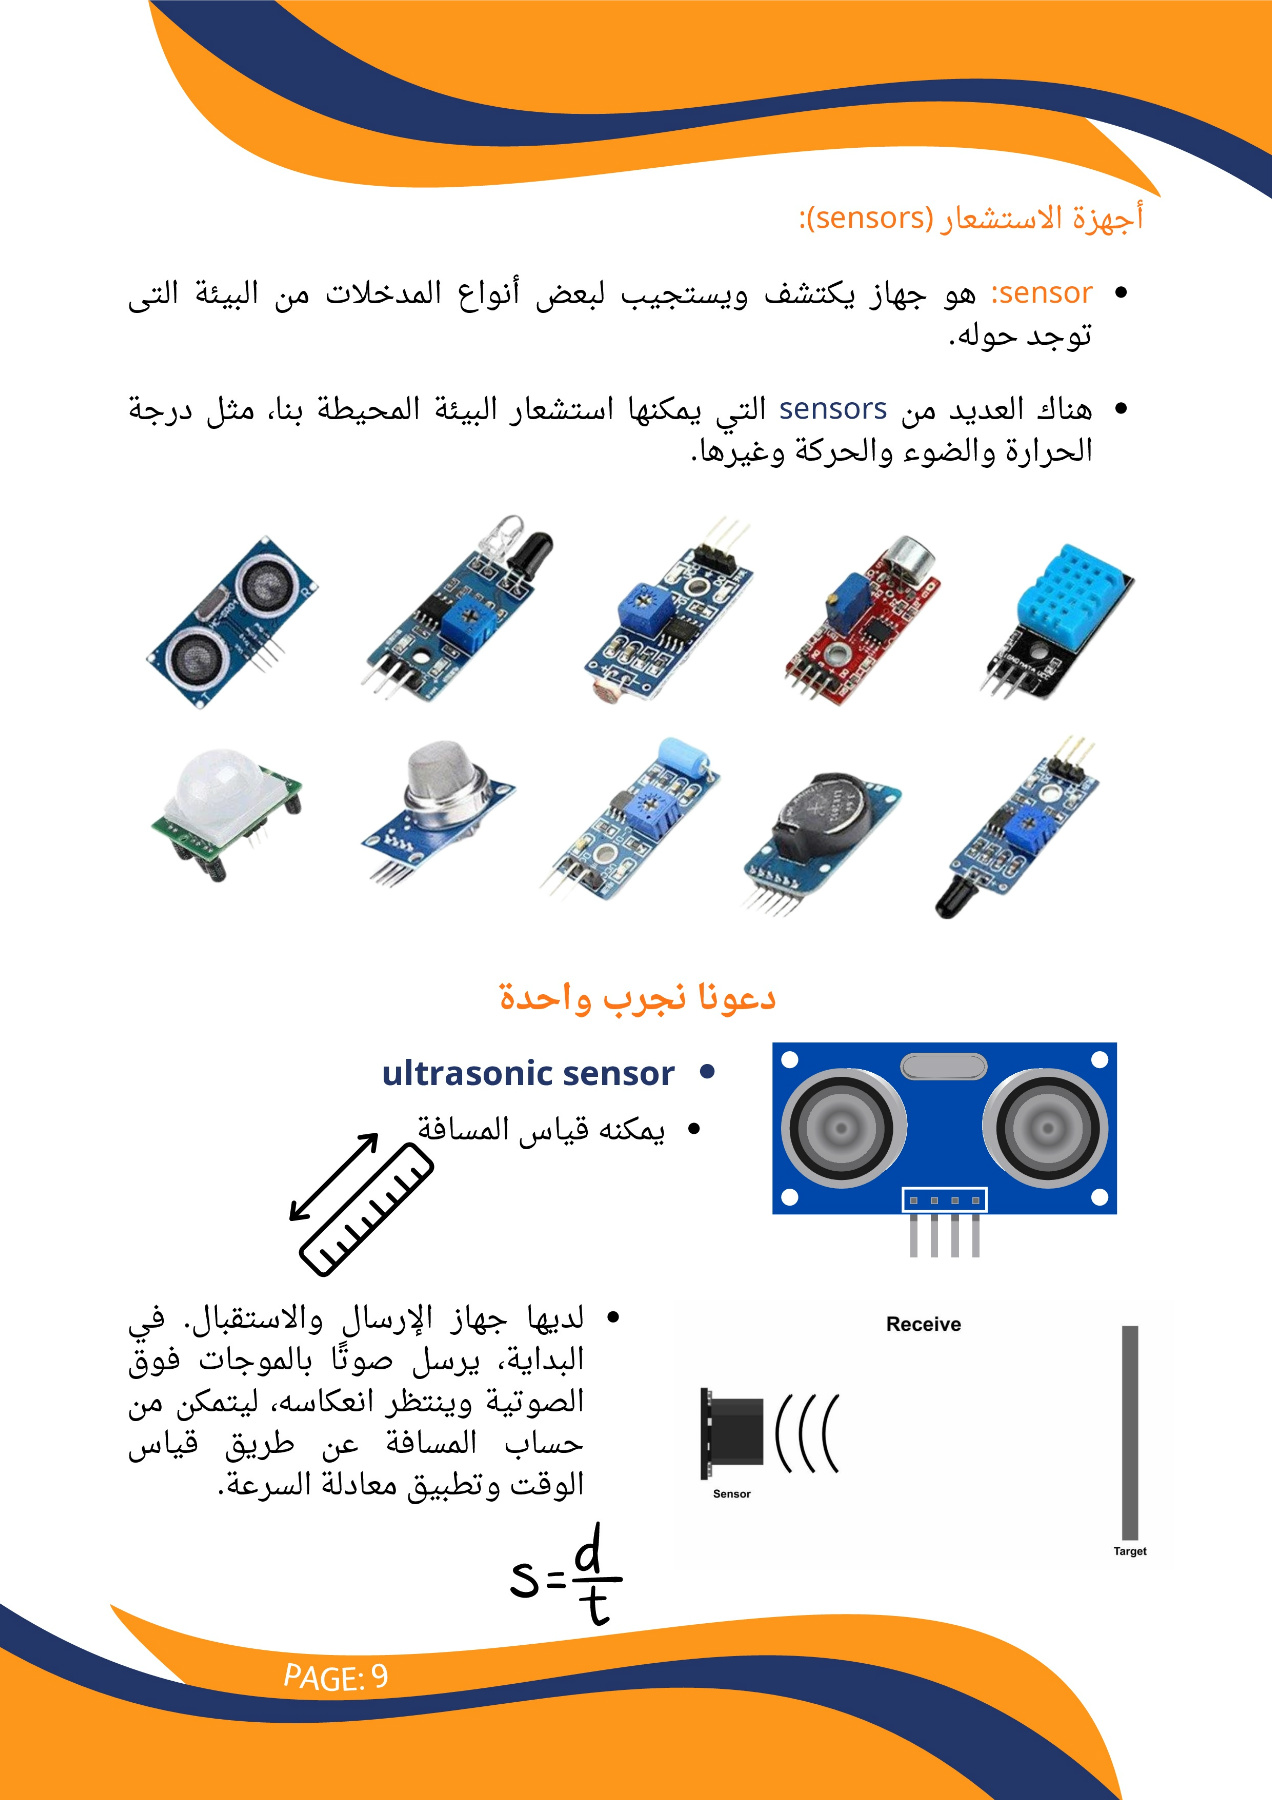 أجهزة الاستشعار (sensors):
sensor: هو جهاز يكتشف ويستجيب لبعض أنواع المدخلات من البيئة التى
توجد حوله.
هناك العديد من sensors التي يمكنها استشعار البيئة المحيطة بنا، مثل درجة
الحرارة والضوء والحركة وغيرها.
دعونا نجرب واحدة
ultrasonic sensor
يمكنه قياس المسافة
لديها جهاز الإرسال والاستقبال. في
البداية، يرسل صوتًا بالموجات فوق
الصوتية وينتظر انعكاسه، ليتمكن من
حساب المسافة عن طريق قياس
الوقت وتطبيق معادلة السرعة.
Receive
Sensor
Target
s=d/t
PAGE: 9